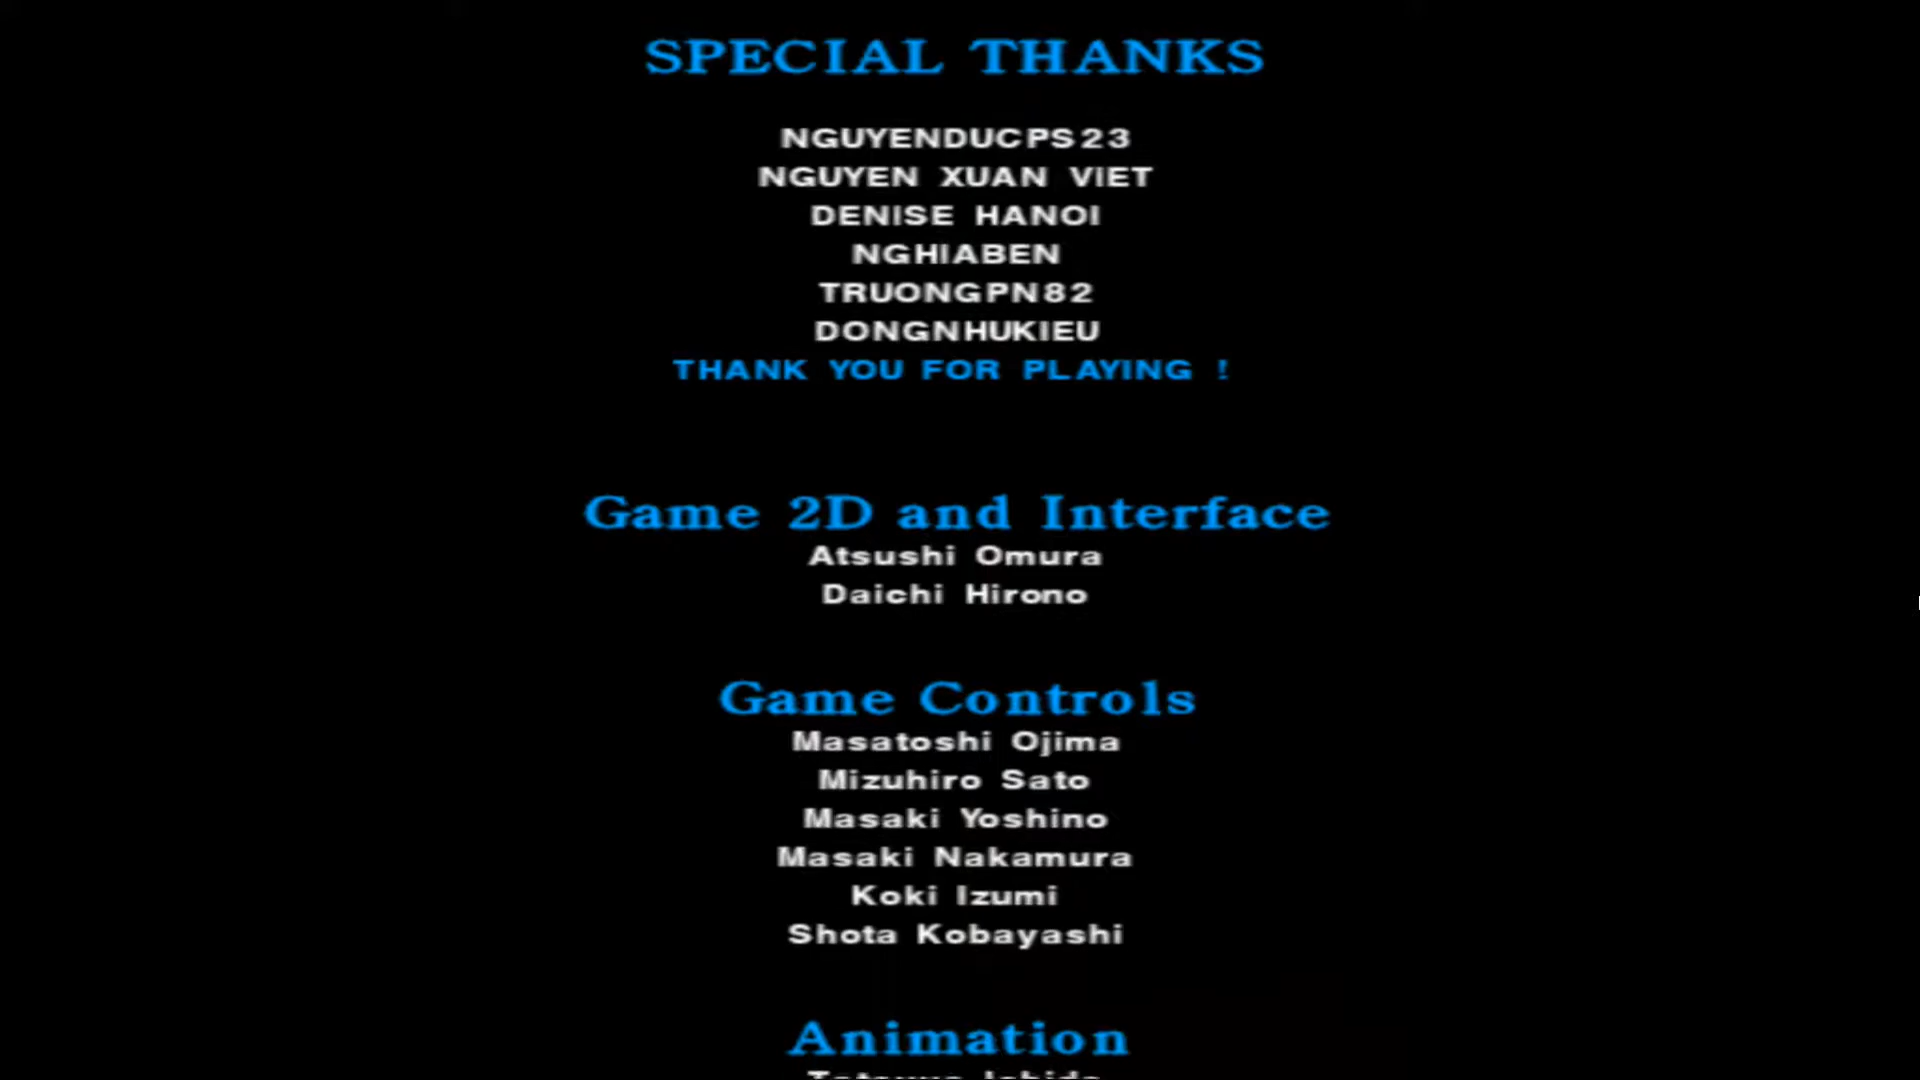 SPECIAL THANKS
NGUYENDUCPS23
NGUYEN XUAN VIET
DENISE HANOI
NGHIABEN
TRUONGPN82
DONGNHUKIEU
THANK YOU FOR PLAYING !
Game 2D and Interface
Atsushi Omura
Daichi Hirono
Game Controls
Masatoshi Ojima
Mizuhiro Sato
Masaki Yoshino
Masaki Nakamura
Koki Izumi
Shota Kobayashi
Animation